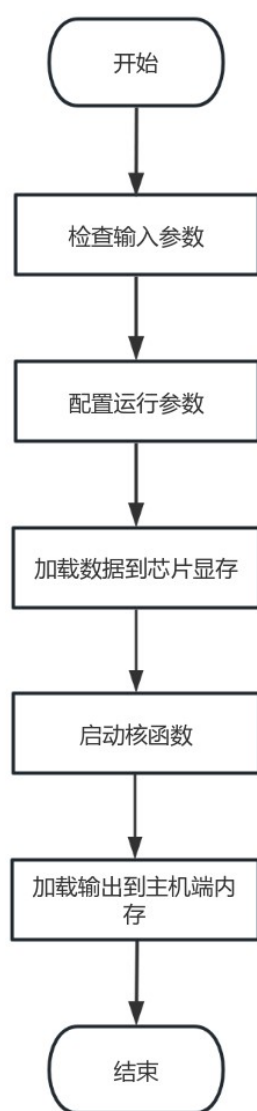 开始
检查输入参数
配置运行参数
加载数据到芯片显存
启动核函数
加载输出到主机端内
存
结束